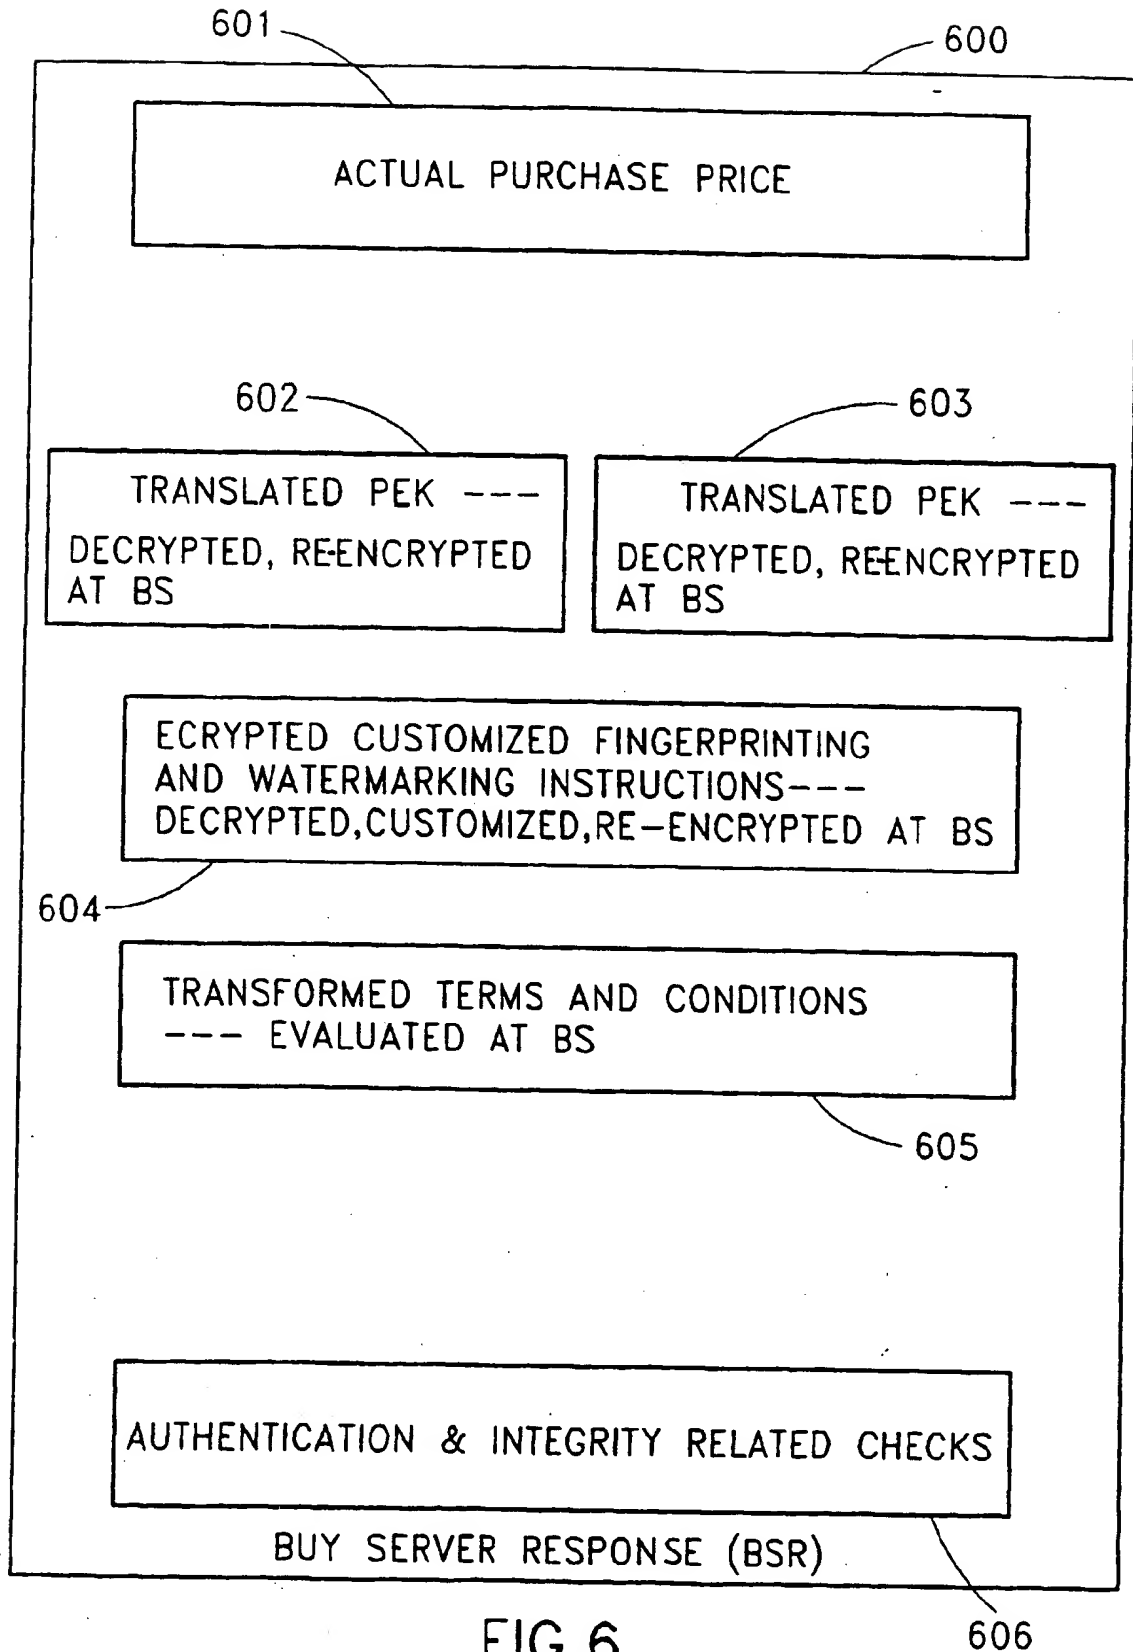 601
600
ACTUAL PURCHASE PRICE
602
603
TRANSLATED PEK ---
DECRYPTED, RE-ENCRYPTED
AT BS
TRANSLATED PEK ---
DECRYPTED, RE-ENCRYPTED
AT BS
ECRYPTED CUSTOMIZED FINGERPRINTING
AND WATERMARKING INSTRUCTIONS---
DECRYPTED,CUSTOMIZED,RE-ENCRYPTED AT BS
604
TRANSFORMED TERMS AND CONDITIONS
--- EVALUATED AT BS
605
AUTHENTICATION & INTEGRITY RELATED CHECKS
BUY SERVER RESPONSE (BSR)
606
FIG.6